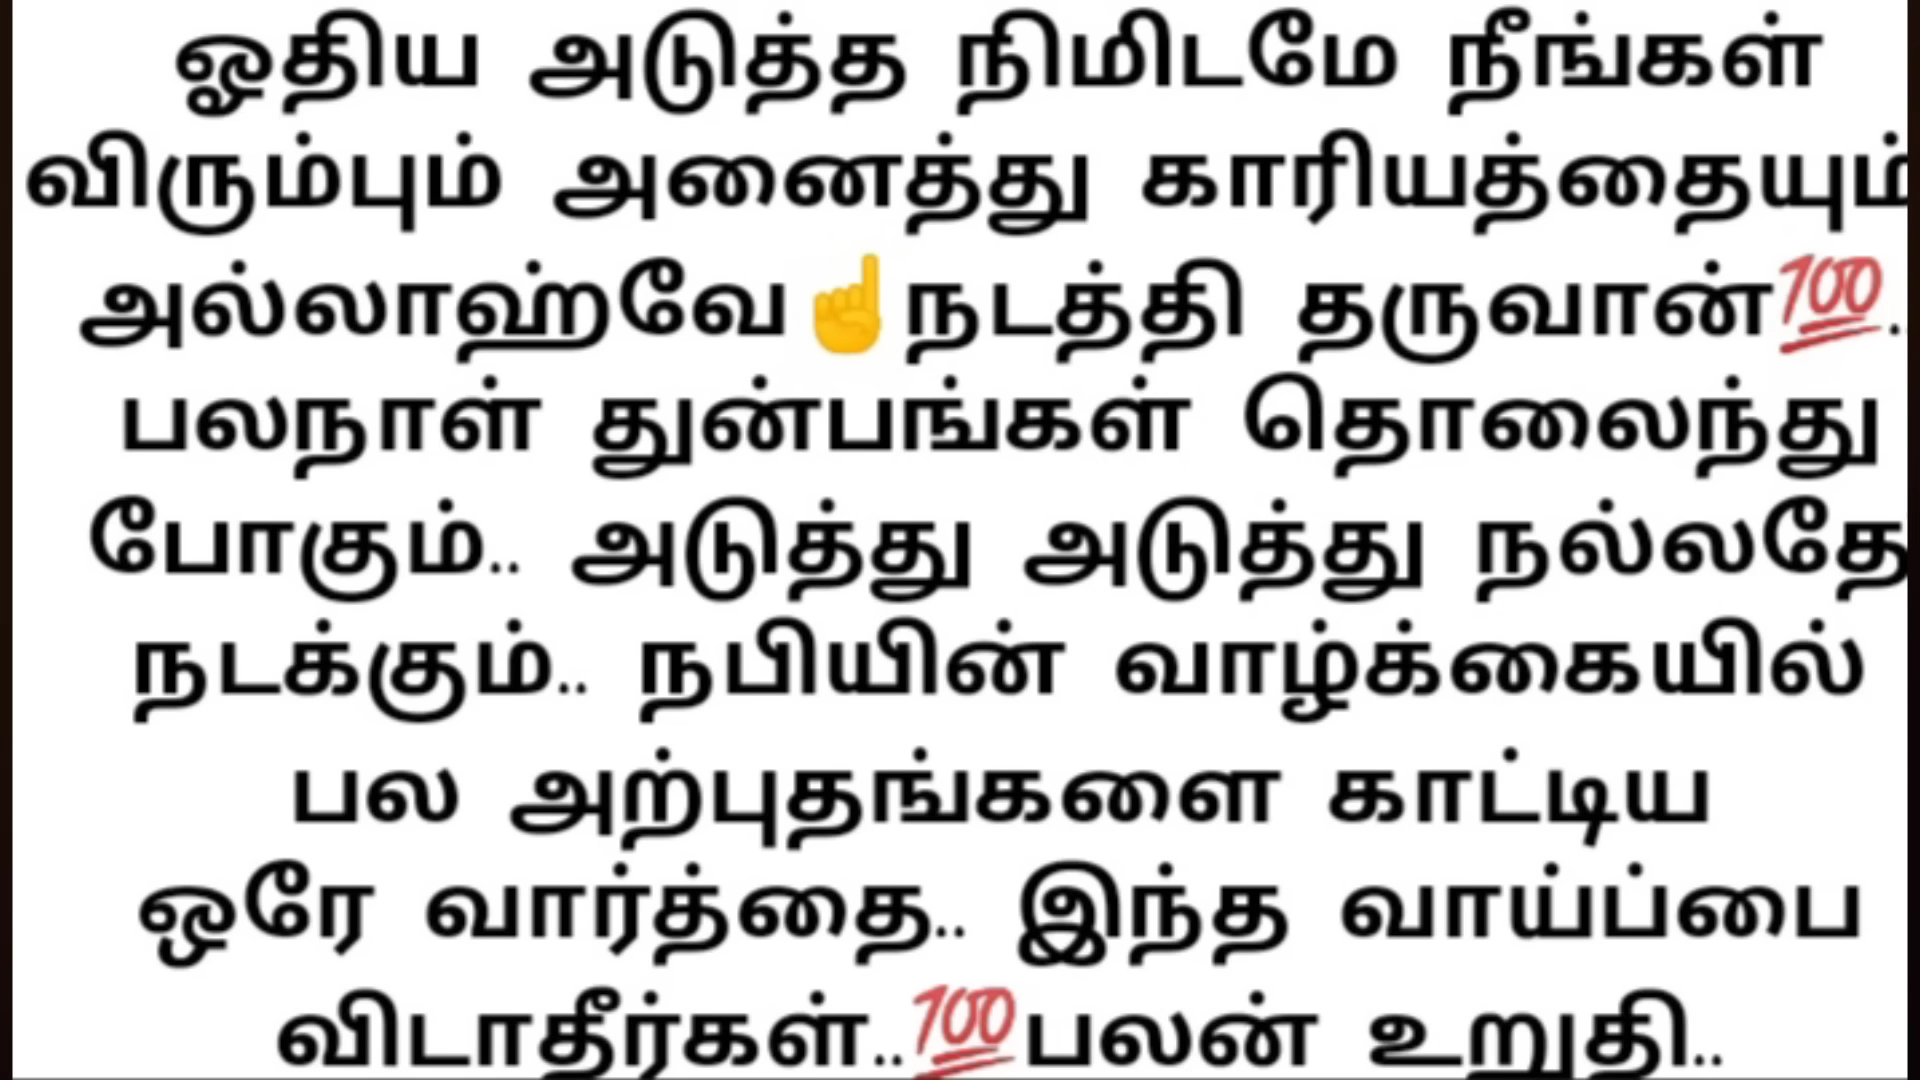 ஓதிய அடுத்த நிமிடமே நீங்கள்
விரும்பும் அனைத்து காரியத்தையும்
அல்லாஹ்வே☝நடத்தி தருவான்💯..
பலநாள் துன்பங்கள் தொலைந்து
போகும்.. அடுத்து அடுத்து நல்லதே
நடக்கும்.. நபியின் வாழ்க்கையில்
பல அற்புதங்களை காட்டிய
ஒரே வார்த்தை.. இந்த வாய்ப்பை
விடாதீர்கள்..💯பலன் உறுதி..